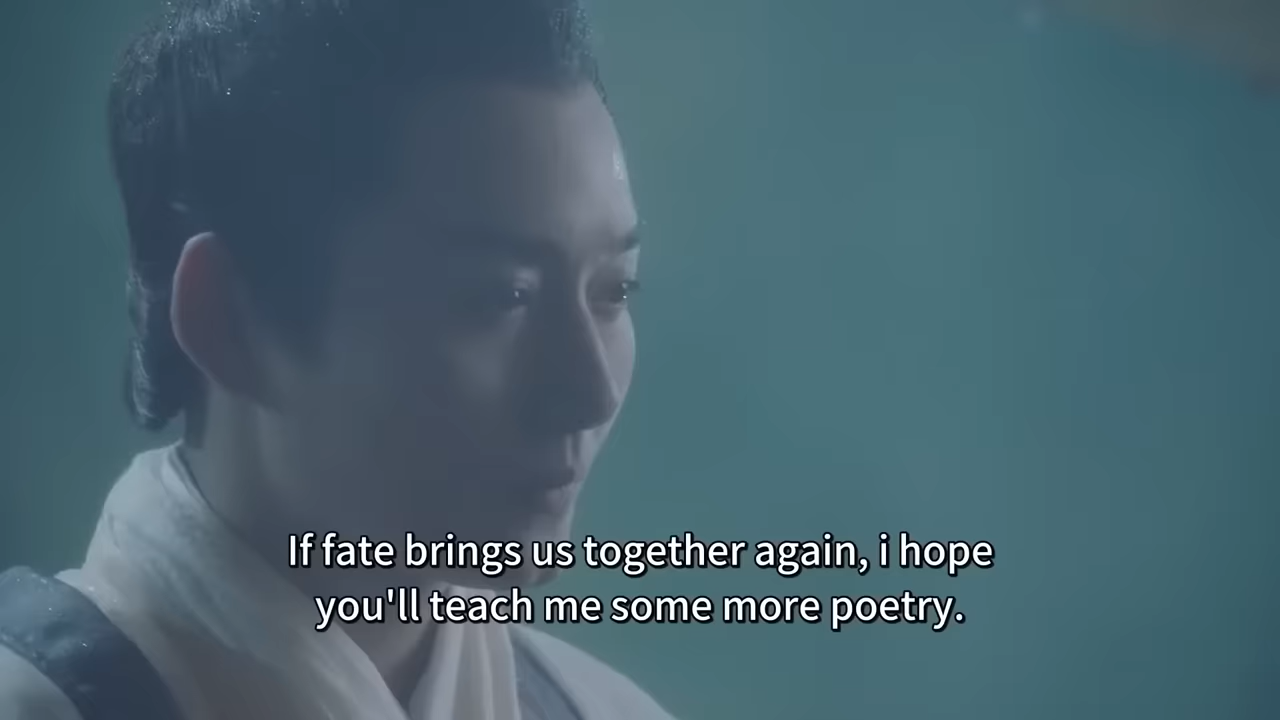 If fate brings us together again, i hope
you'll teach me some more poetry.